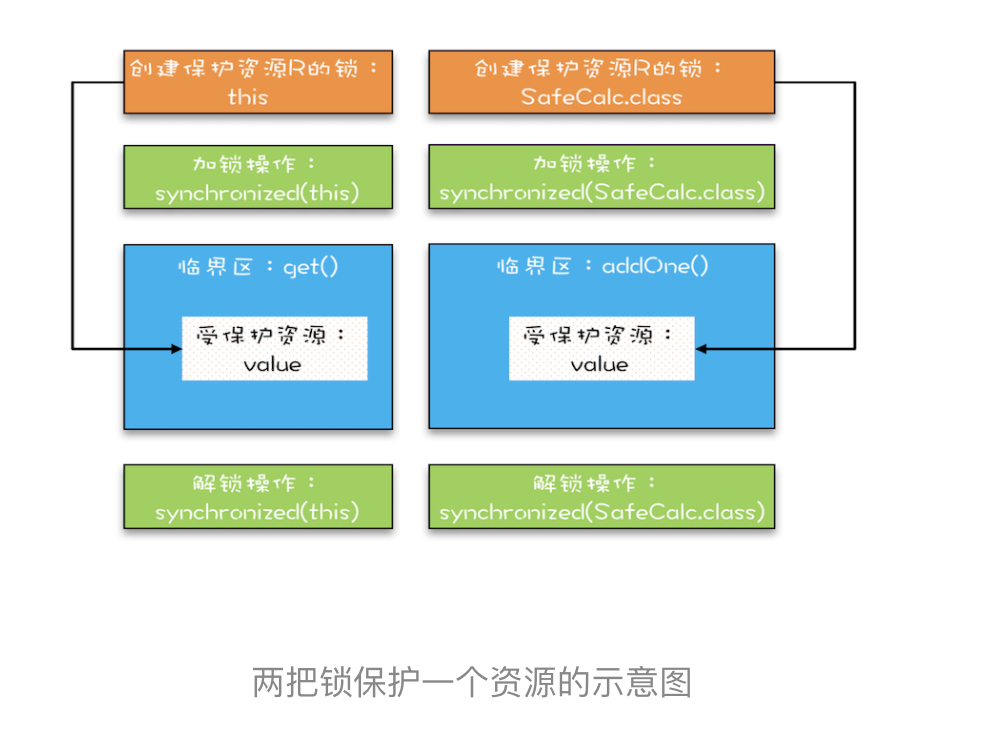 创建保护资源R的锁：
this
创建保护资源R的锁：
SafeCalc.class
加锁操作：
synchronized(this)
加锁操作：
synchronized(SafeCalc.class)
临界区：get()
受保护资源：
value
临界区：addOne()
受保护资源：
value
解锁操作：
synchronized(this)
解锁操作：
synchronized(SafeCalc.class)
两把锁保护一个资源的示意图